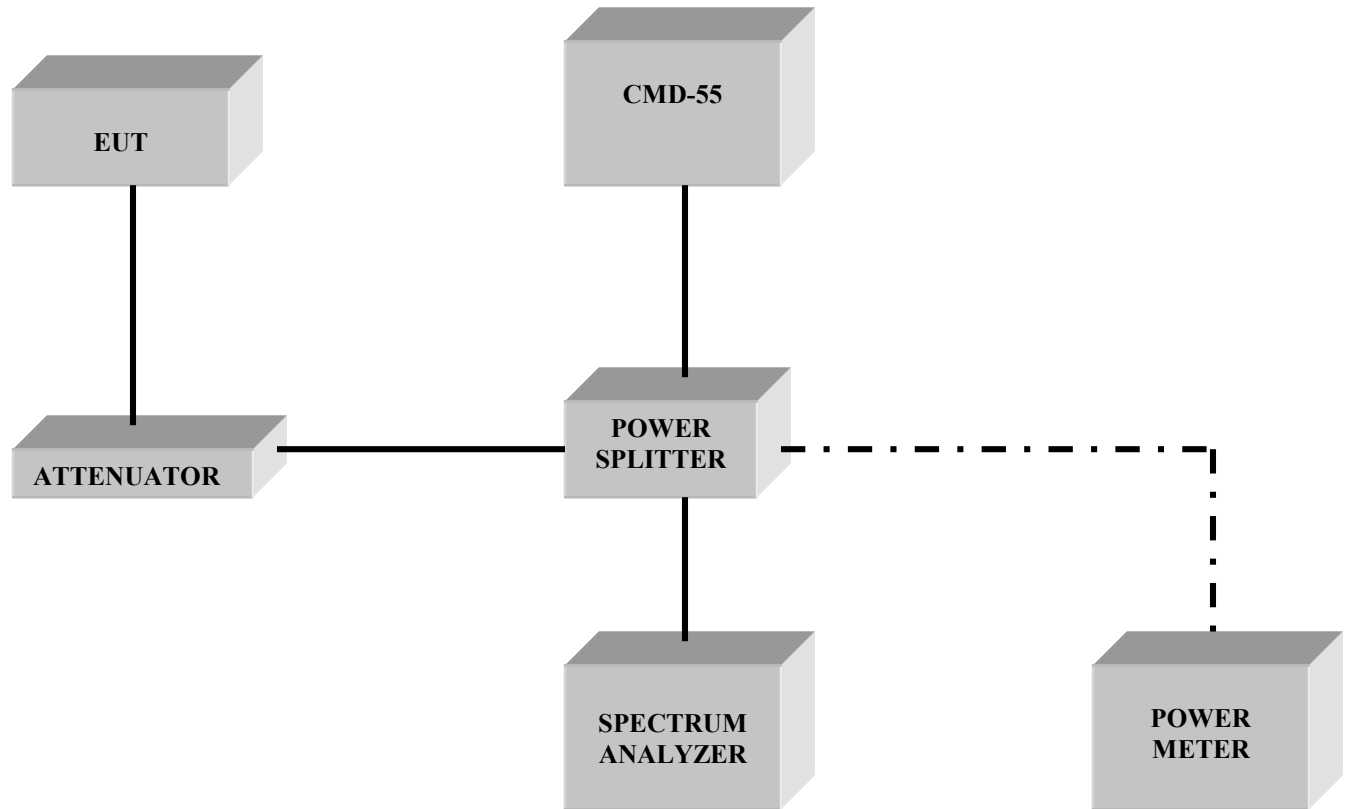 EUT
CMD-55
ATTENUATOR
POWER
SPLITTER
SPECTRUM
ANALYZER
POWER
METER